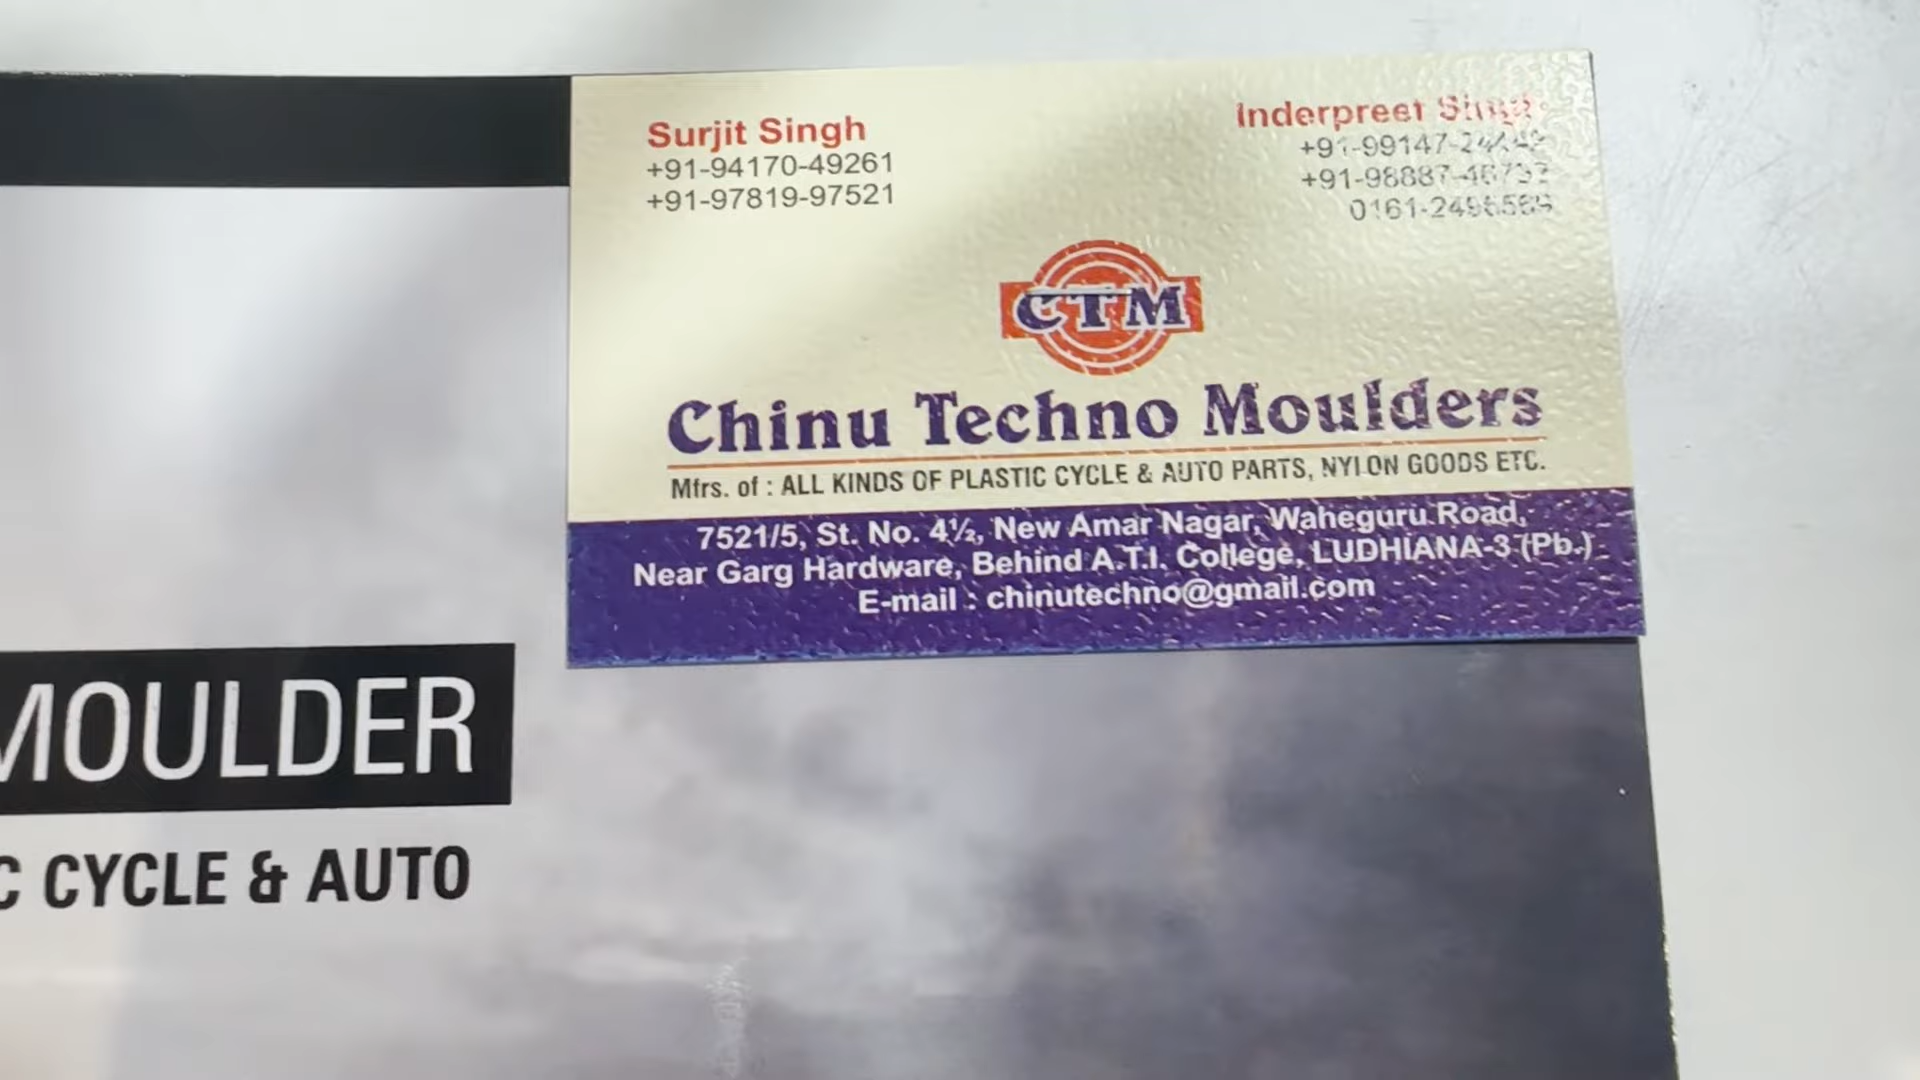 Surjit Singh
+91-94170-49261
+91-97819-97521
Inderpreet Singh
CTM
Chinu Techno Moulders
Mfrs. of : ALL KINDS OF PLASTIC CYCLE & AUTO PARTS, NYLON GOODS ETC.
7521/5, St. No. 4½, New Amar Nagar, Waheguru Road,
Near Garg Hardware, Behind A.T.I. College, LUDHIANA-3 (Pb.)
E-mail : chinutechno@gmail.com
MOULDER
C CYCLE & AUTO